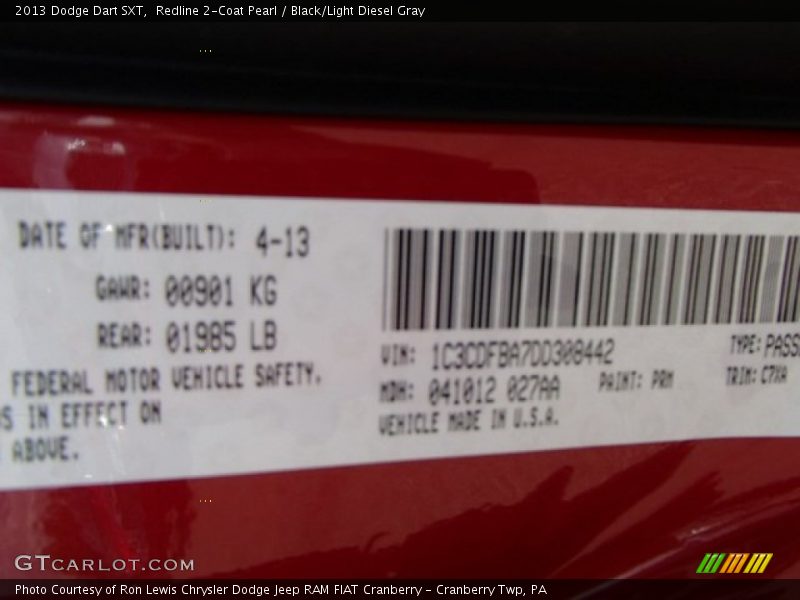 2013 Dodge Dart SXT,  Redline 2-Coat Pearl / Black/Light Diesel Gray
DATE OF MFR(BUILT): 4-13
GAWR: 00901 KG
REAR: 01985 LB
FEDERAL MOTOR VEHICLE SAFETY.
S IN EFFECT ON
ABOVE.
VIN: 1C3CDFBA7DD308442
TYPE: PASS
MDH: 041012 027AA
PAINT: PRM
TRIM: C7XA
VEHICLE MADE IN U.S.A.
GTCARLOT.COM
Photo Courtesy of Ron Lewis Chrysler Dodge Jeep RAM FIAT Cranberry - Cranberry Twp, PA